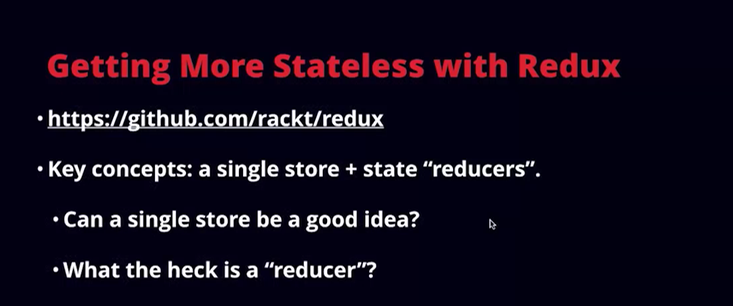 Getting More Stateless with Redux
• https://github.com/rackt/redux
• Key concepts: a single store + state “reducers”.
• Can a single store be a good idea?
• What the heck is a “reducer”?